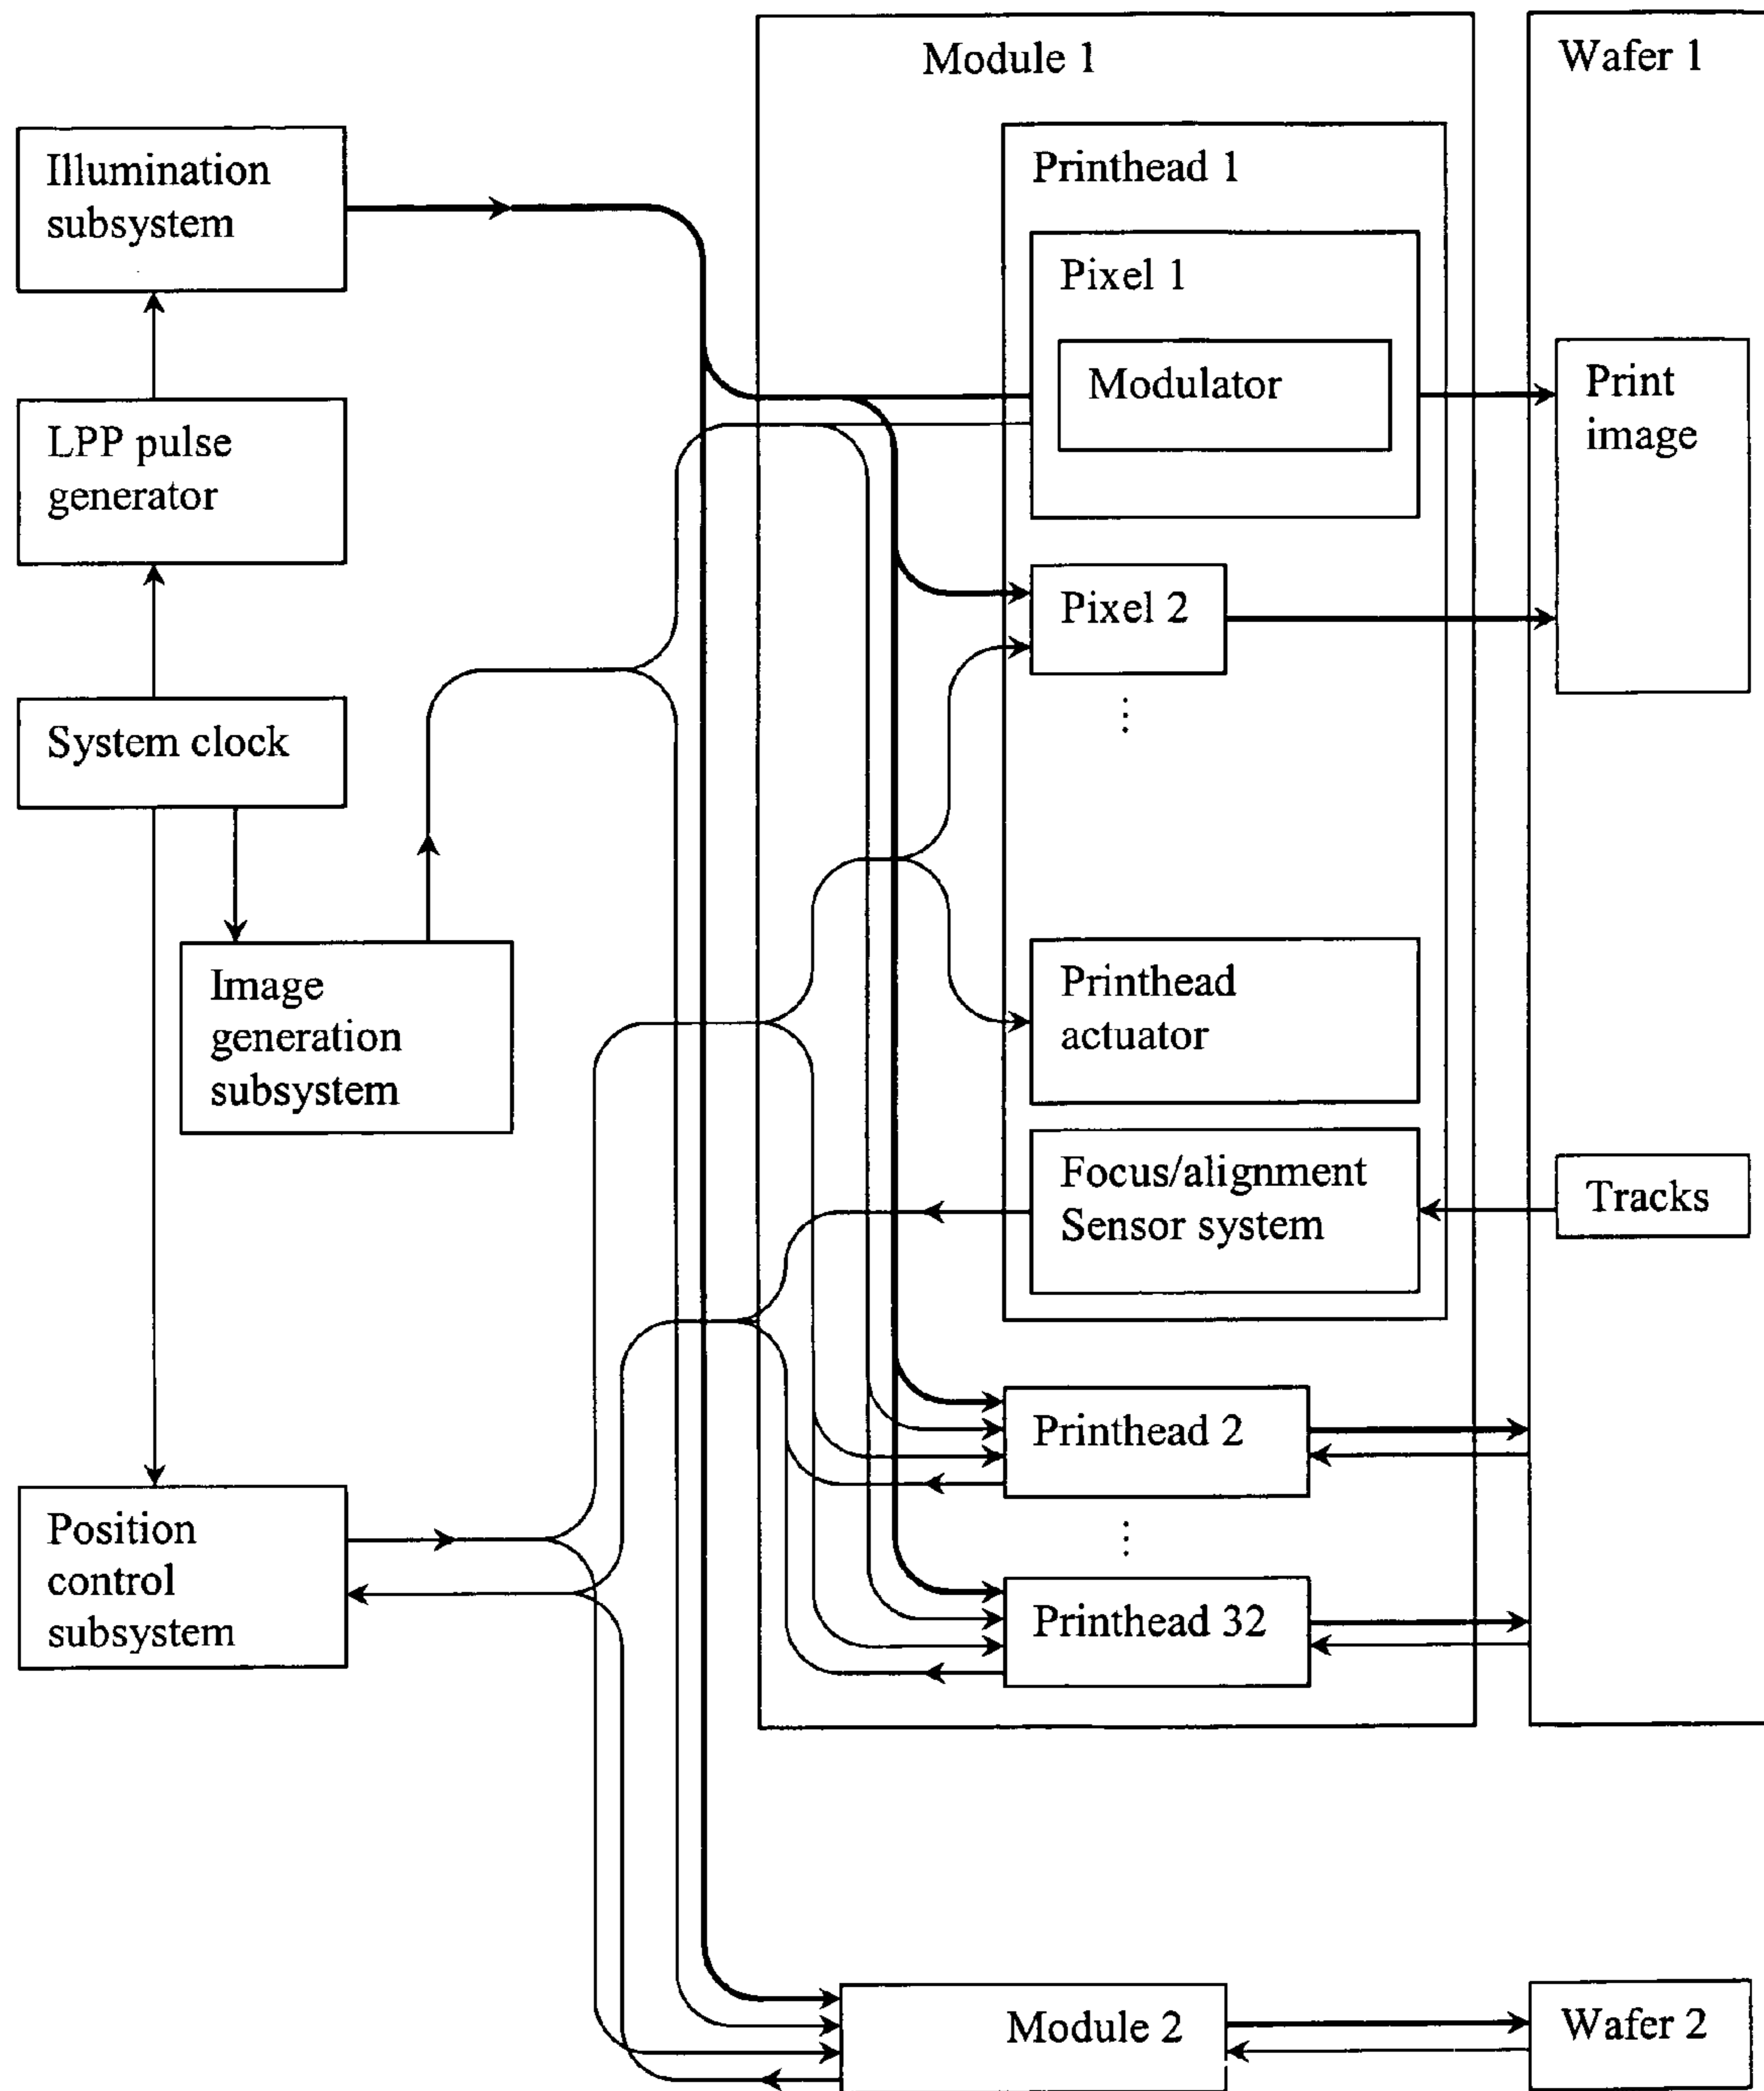 Module 1
Wafer 1
Illumination
subsystem
Printhead 1
Pixel 1
Modulator
Print
image
LPP pulse
generator
Pixel 2
⋮
System clock
Image
generation
subsystem
Printhead
actuator
Focus/alignment
Sensor system
Tracks
Printhead 2
⋮
Position
control
subsystem
Printhead 32
Module 2
Wafer 2